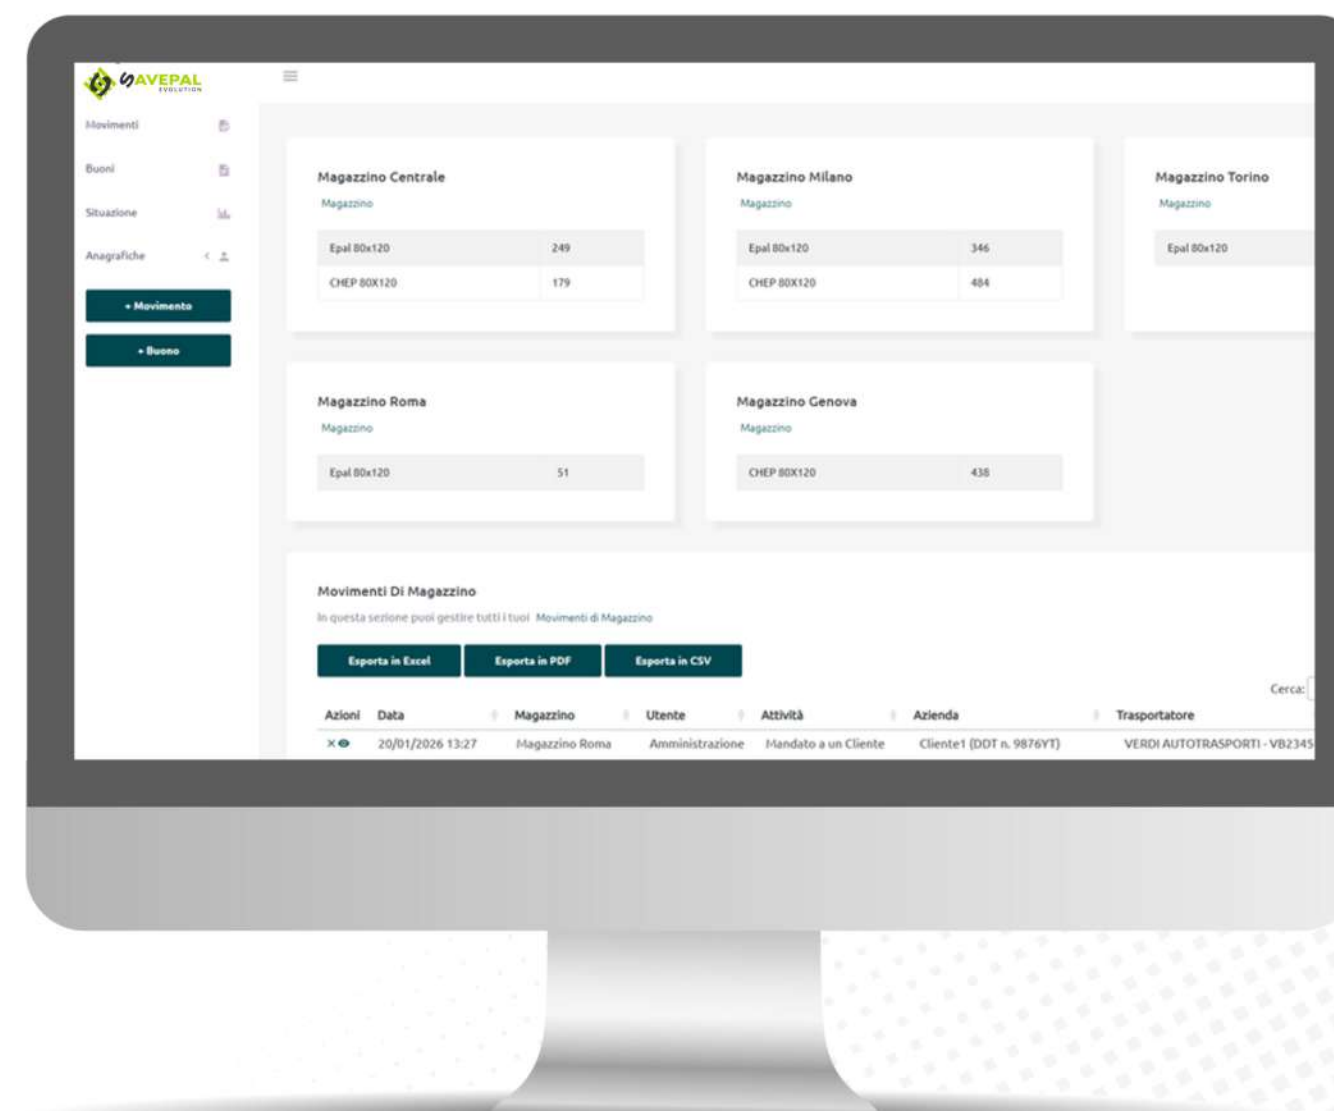 SAVEPAL
EVOLUTION
Movimenti
Buoni
Situazione
Anagrafiche
+ Movimento
+ Buono
Magazzino Centrale
Magazzino
Epal 80x120 249
CHEP 80X120 179
Magazzino Milano
Magazzino
Epal 80x120 346
CHEP 80X120 484
Magazzino Torino
Magazzino
Epal 80x120
Magazzino Roma
Magazzino
Epal 80x120 51
Magazzino Genova
Magazzino
CHEP 80X120 438
Movimenti Di Magazzino
In questa sezione puoi gestire tutti i tuoi Movimenti di Magazzino
Esporta in Excel Esporta in PDF Esporta in CSV
Cerca:
Azioni Data Magazzino Utente Attività Azienda Trasportatore
20/01/2026 13:27 Magazzino Roma Amministrazione Mandato a un Cliente Cliente1 (DDT n. 9876YT) VERDI AUTOTRASPORTI - VB2345